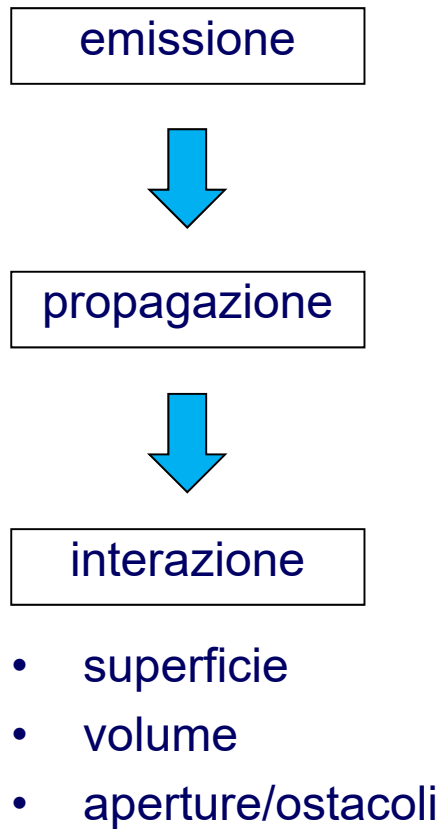 emissione
propagazione
interazione
• superficie
• volume
• aperture/ostacoli